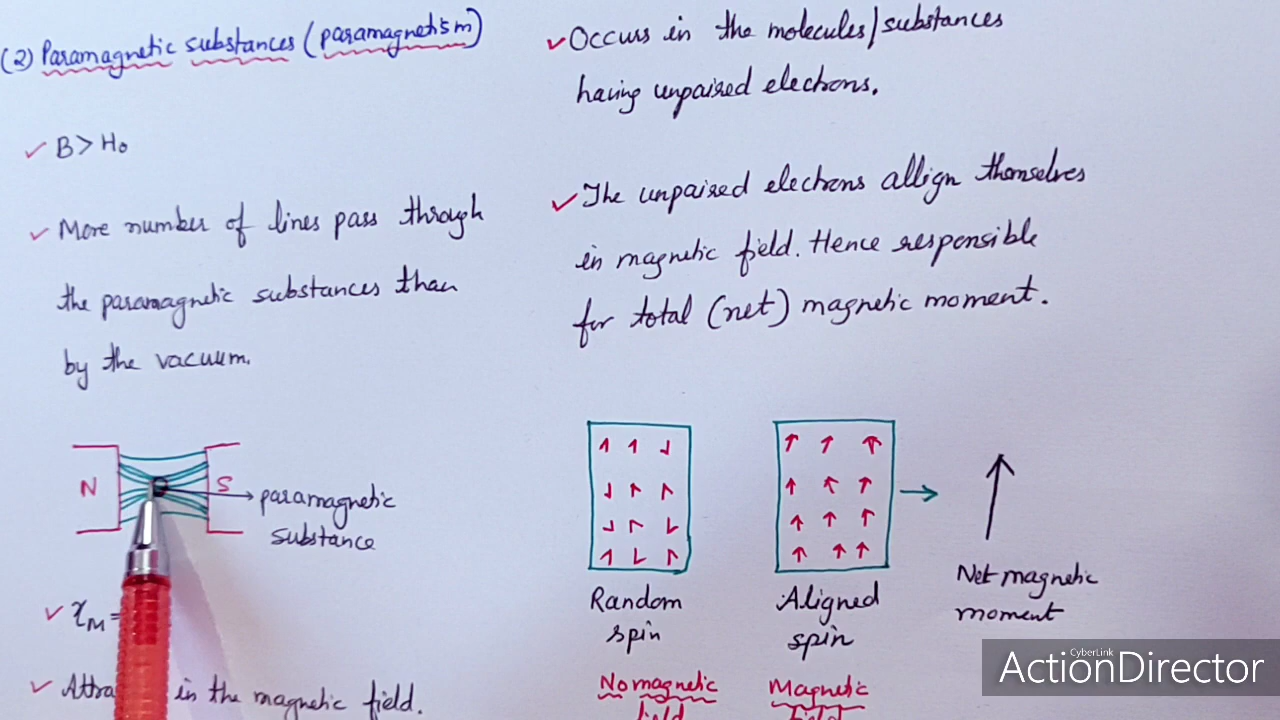 (2) Paramagnetic substances (paramagnetism)
✓ B > H₀
✓ More number of lines pass through
the paramagnetic substances than
by the vacuum.
N
S
paramagnetic
substance
✓ χM =
✓ in the magnetic field.
✓ Occurs in the molecules/substances
having unpaired electrons.
✓ The unpaired electrons allign themselves
in magnetic field. Hence responsible
for total (net) magnetic moment.
Random
spin
No magnetic
field
Aligned
spin
Magnetic
field
Net magnetic
moment
CyberLink
ActionDirector